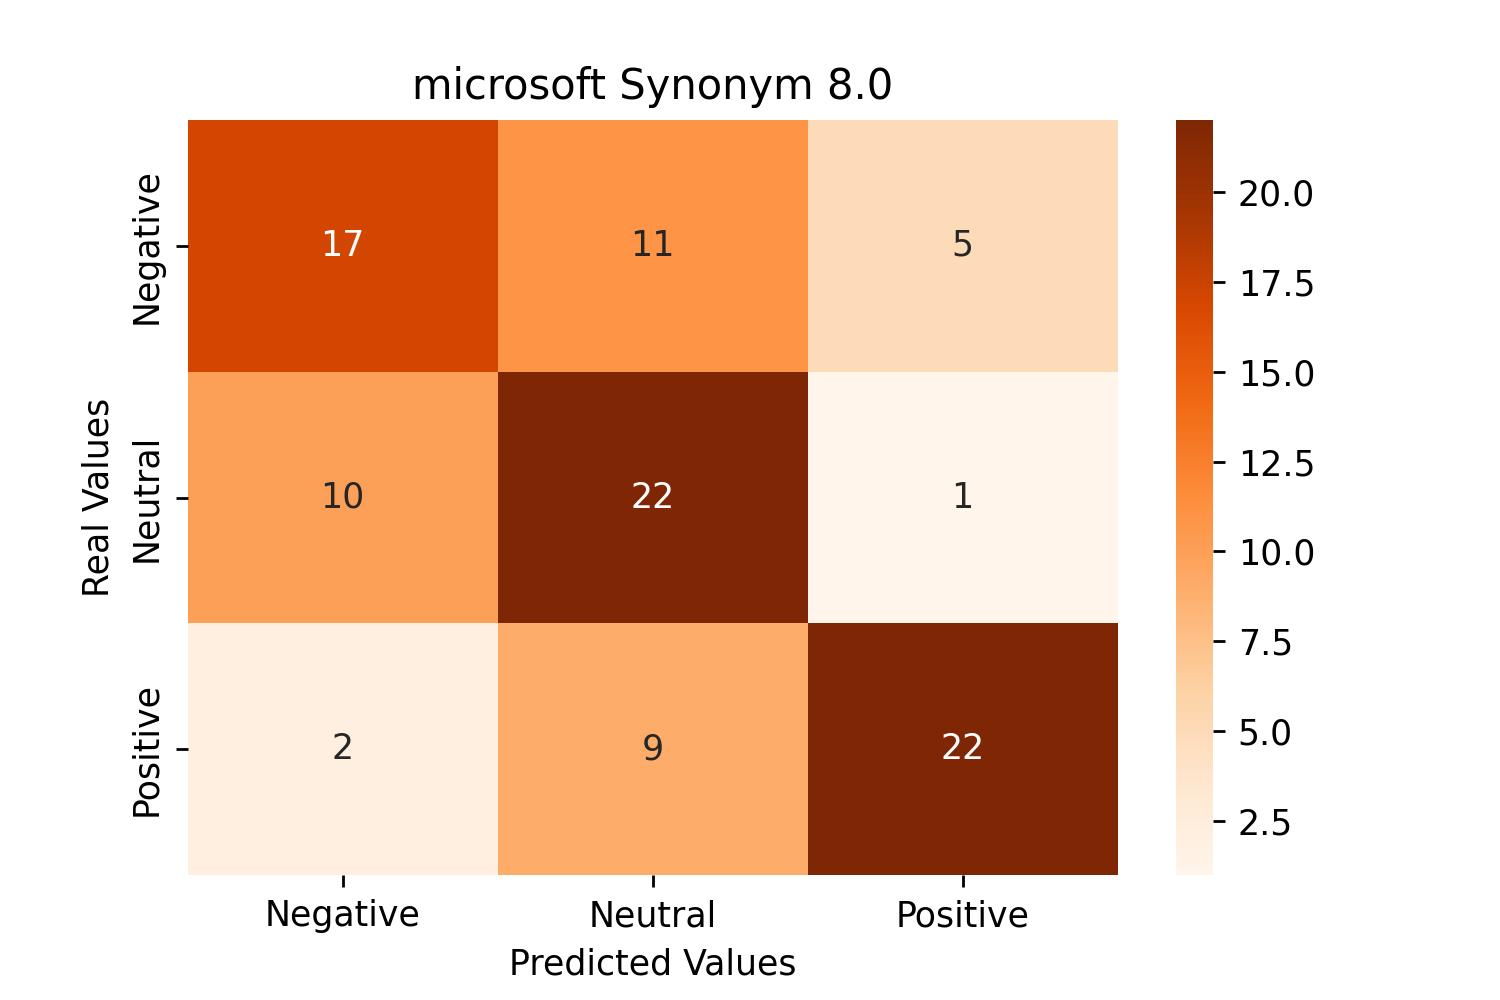 microsoft Synonym 8.0
Real Values
Negative
17 11 5
Neutral
10 22 1
Positive
2 9 22
Negative Neutral Positive
Predicted Values
20.0
17.5
15.0
12.5
10.0
7.5
5.0
2.5